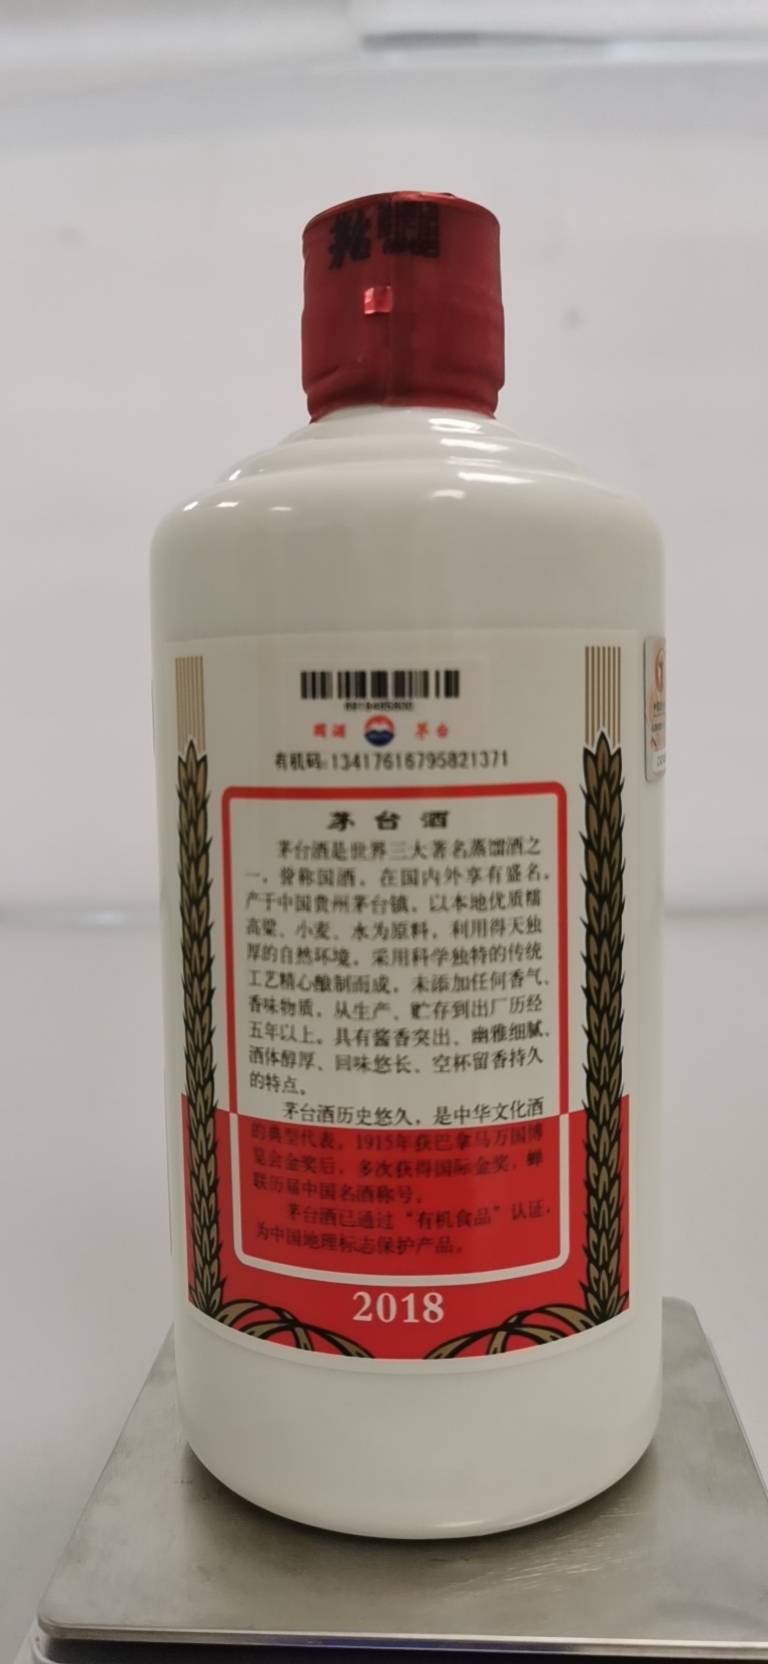 国酒 茅台
有机码:13417616795821371
茅台酒
茅台酒是世界三大著名蒸馏酒之
一，曾称国酒，在国内外享有盛名。
产于中国贵州茅台镇，以本地优质糯
高粱、小麦、水为原料，利用得天独
厚的自然环境，采用科学独特的传统
工艺精心酿制而成，未添加任何香气、
香味物质，从生产、贮存到出厂历经
五年以上。具有酱香突出、幽雅细腻、
酒体醇厚、回味悠长、空杯留香持久
的特点。
茅台酒历史悠久，是中华文化酒
的典型代表。1915年获巴拿马万国博
览会金奖后，多次获得国际金奖，蝉
联历届中国名酒称号。
茅台酒已通过“有机食品”认证，
为中国地理标志保护产品。
2018